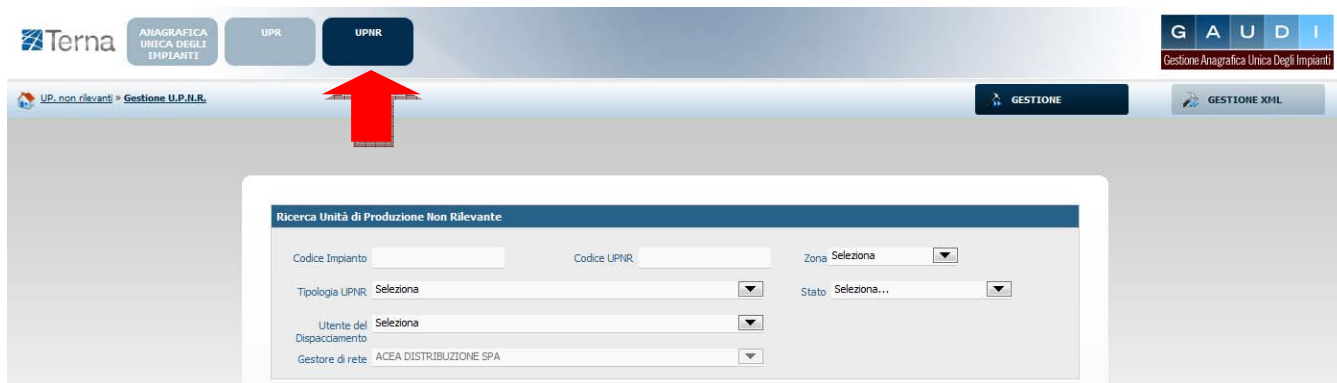 Terna
ANAGRAFICA
UNICA DEGLI
IMPIANTI
UPR
UPNR
G A U D I
Gestione Anagrafica Unica Degli Impianti
UP. non rilevanti » Gestione U.P.N.R.
GESTIONE
GESTIONE XML
Ricerca Unità di Produzione Non Rilevante
Codice Impianto
Codice UPNR
Zona Seleziona
Tipologia UPNR Seleziona
Stato Seleziona...
Utente del Seleziona
Dispacciamento
Gestore di rete ACEA DISTRIBUZIONE SPA